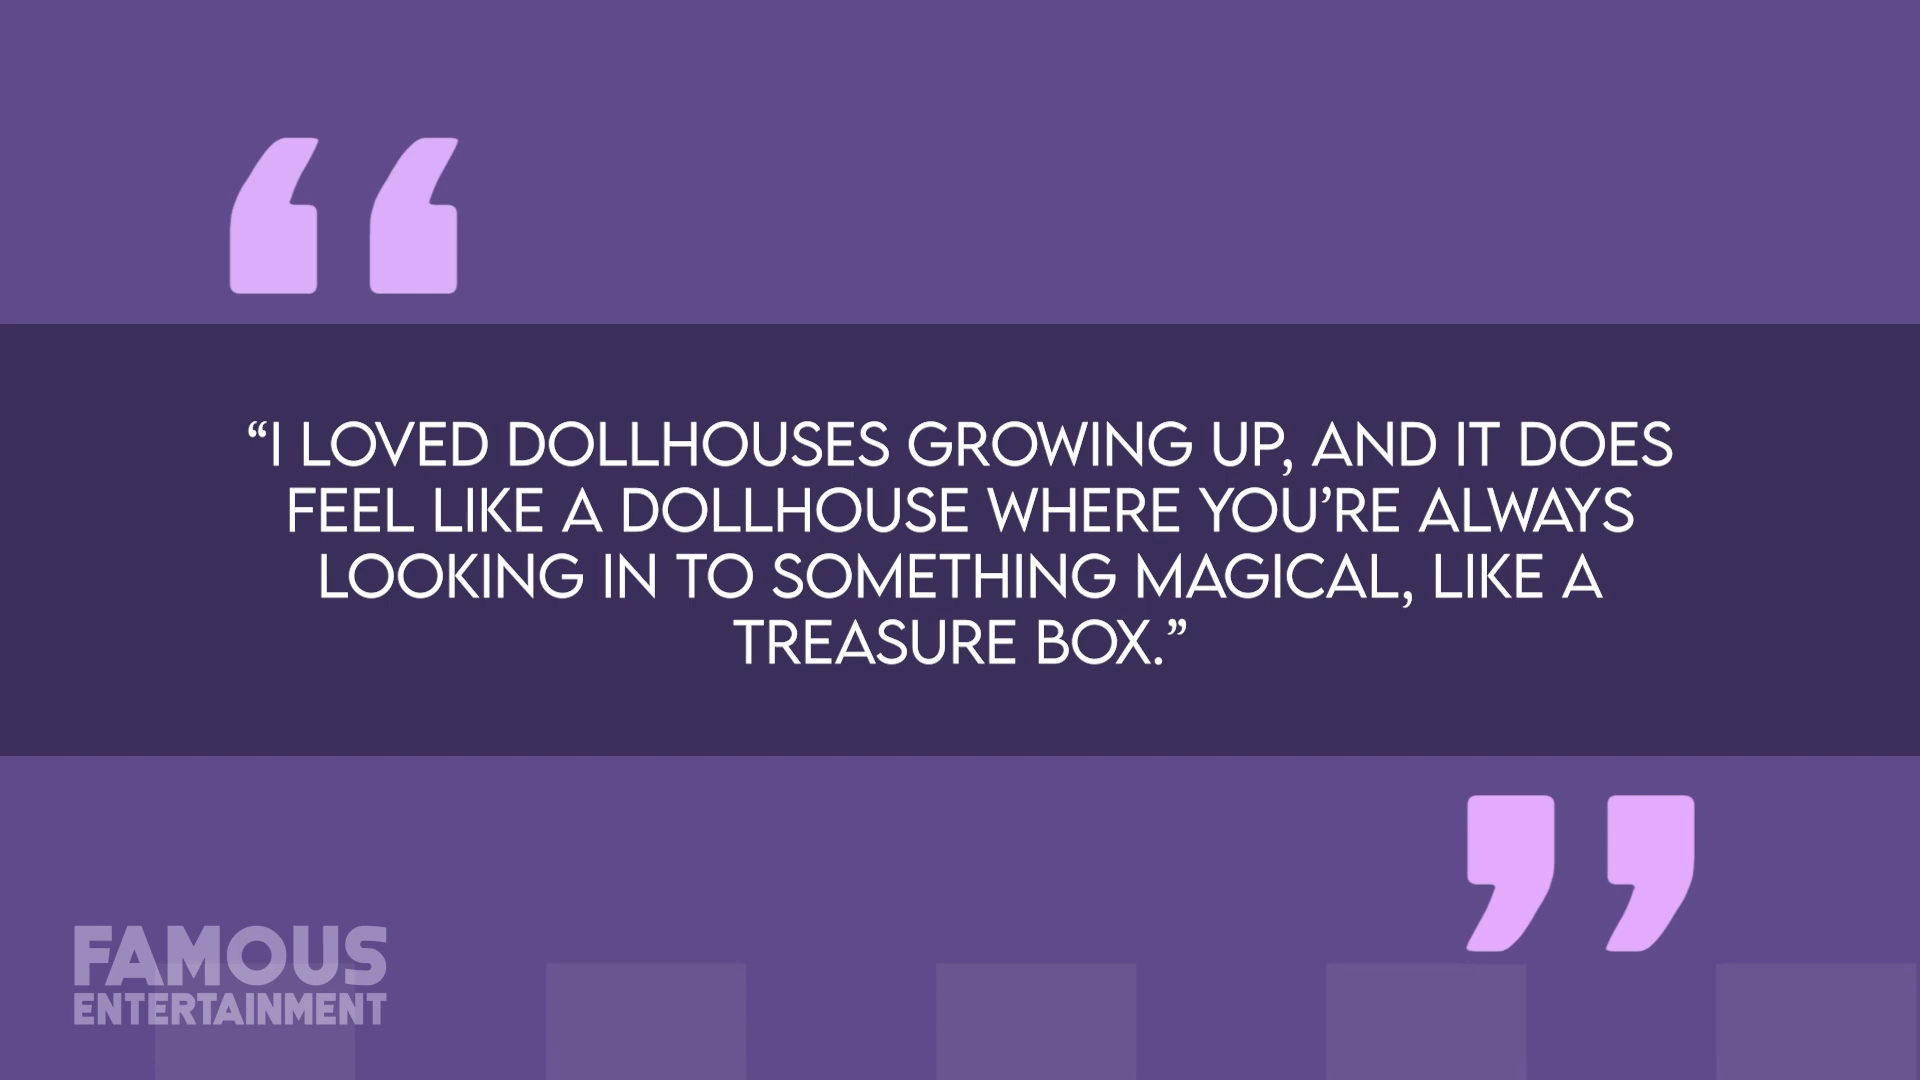 “I LOVED DOLLHOUSES GROWING UP, AND IT DOES
FEEL LIKE A DOLLHOUSE WHERE YOU’RE ALWAYS
LOOKING IN TO SOMETHING MAGICAL, LIKE A
TREASURE BOX.”
FAMOUS
ENTERTAINMENT